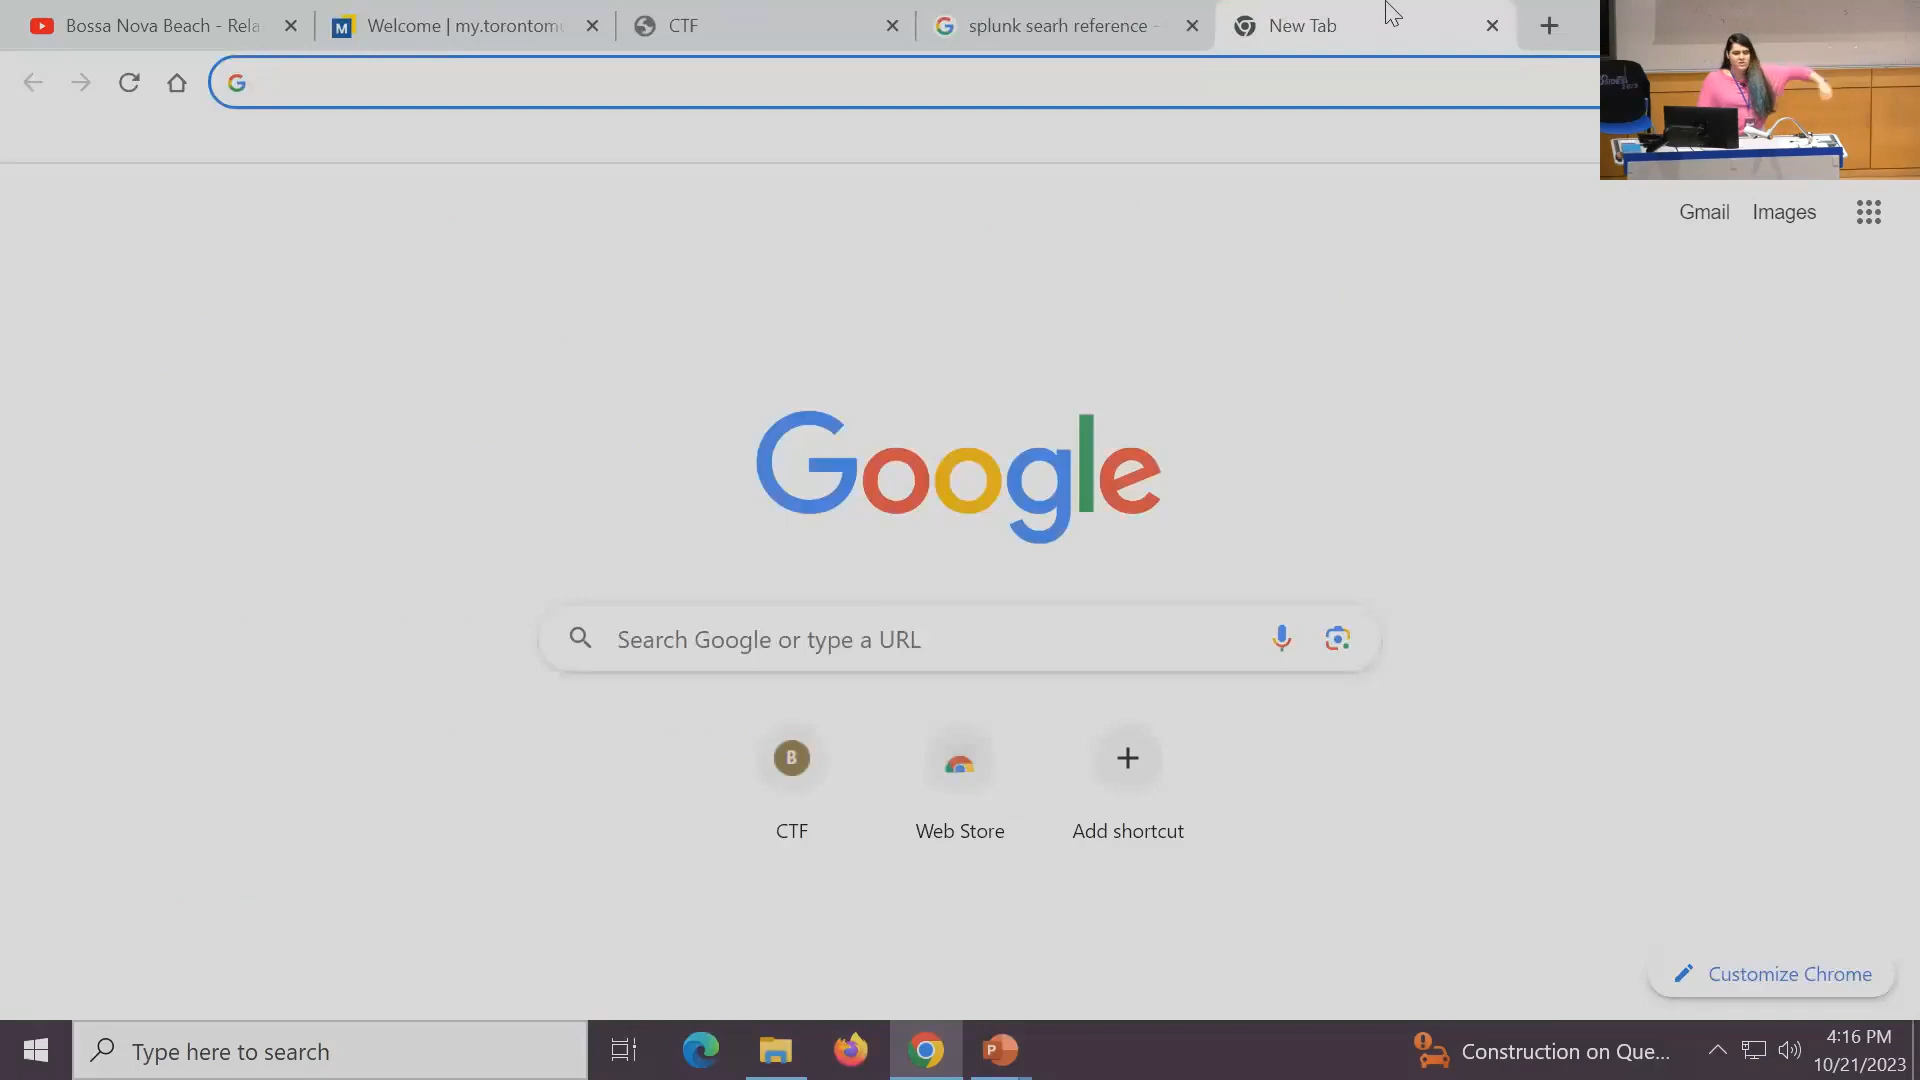 Bossa Nova Beach - Rela
Welcome | my.torontomu
CTF
splunk searh reference -
New Tab
Gmail
Images
Google
Search Google or type a URL
B
CTF
Web Store
Add shortcut
Customize Chrome
Type here to search
Construction on Que...
4:16 PM
10/21/2023